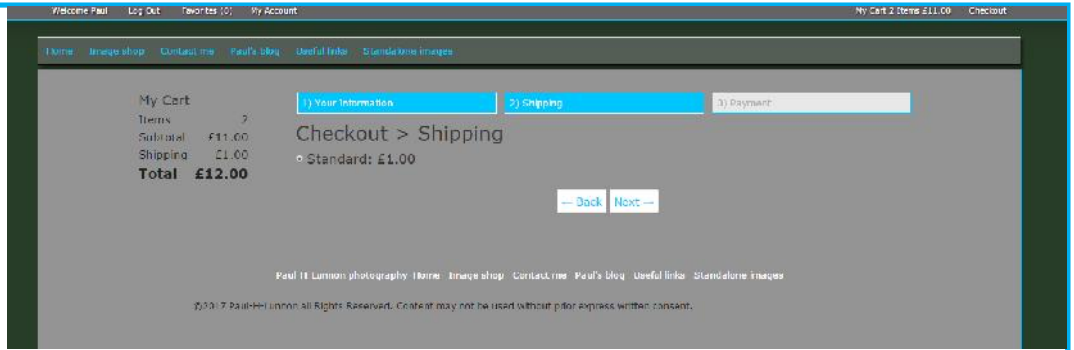 Welcome Paul Log Out Favorites (0) My Account My Cart 2 Items £11.00 Checkout
Home Image shop Contact me Paul's blog Useful links Standalone images
My Cart
Items 2
Subtotal £11.00
Shipping £1.00
Total £12.00
1) Your Information 2) Shipping 3) Payment
Checkout > Shipping
Standard: £1.00
← Back Next →
Paul H Lunnon photography Home Image shop Contact me Paul's blog Useful links Standalone images
©2017 Paul-H-Lunnon all Rights Reserved. Content may not be used without prior express written consent.